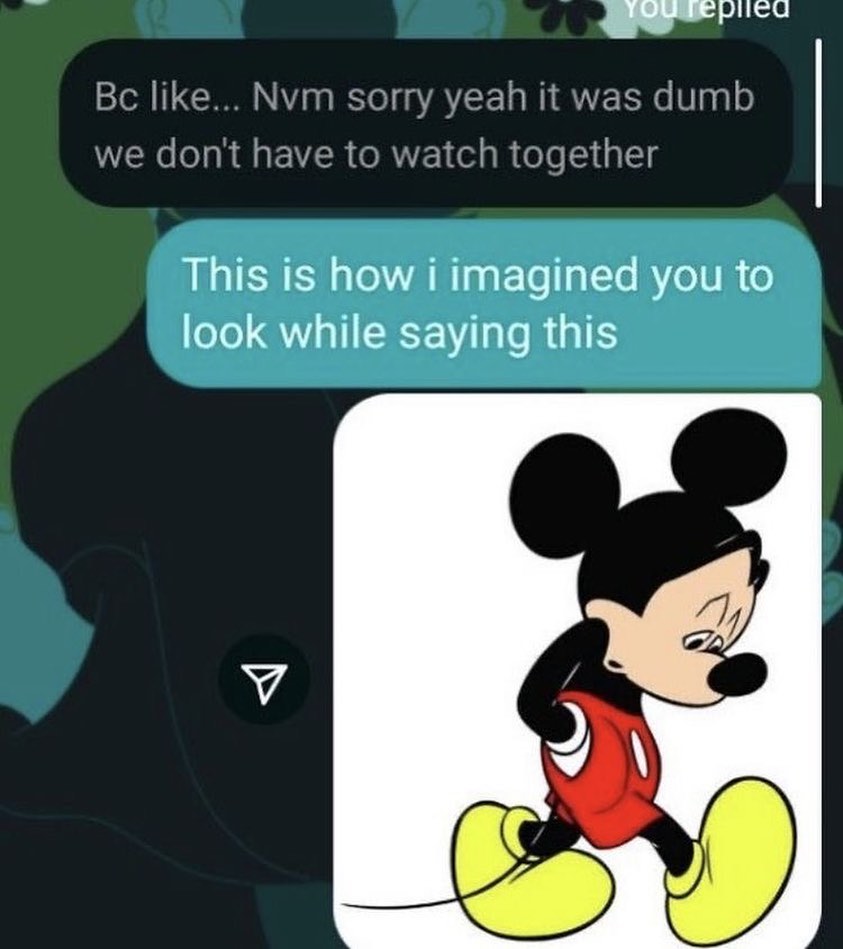 You replied
Bc like... Nvm sorry yeah it was dumb
we don't have to watch together
This is how i imagined you to
look while saying this